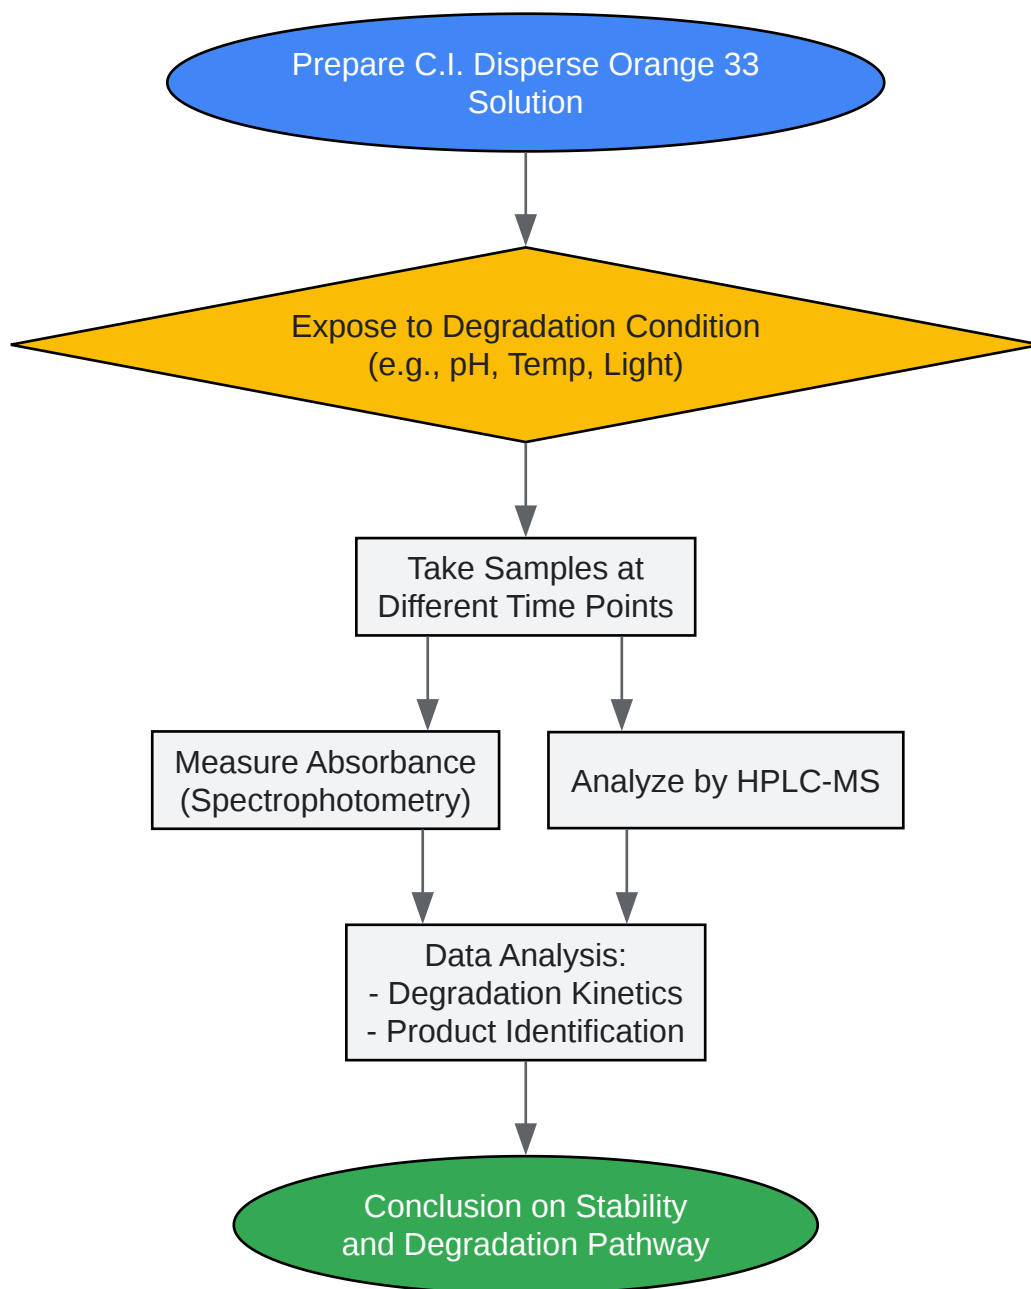 Prepare C.I. Disperse Orange 33
Solution
Expose to Degradation Condition
(e.g., pH, Temp, Light)
Take Samples at
Different Time Points
Measure Absorbance
(Spectrophotometry)
Analyze by HPLC-MS
Data Analysis:
- Degradation Kinetics
- Product Identification
Conclusion on Stability
and Degradation Pathway